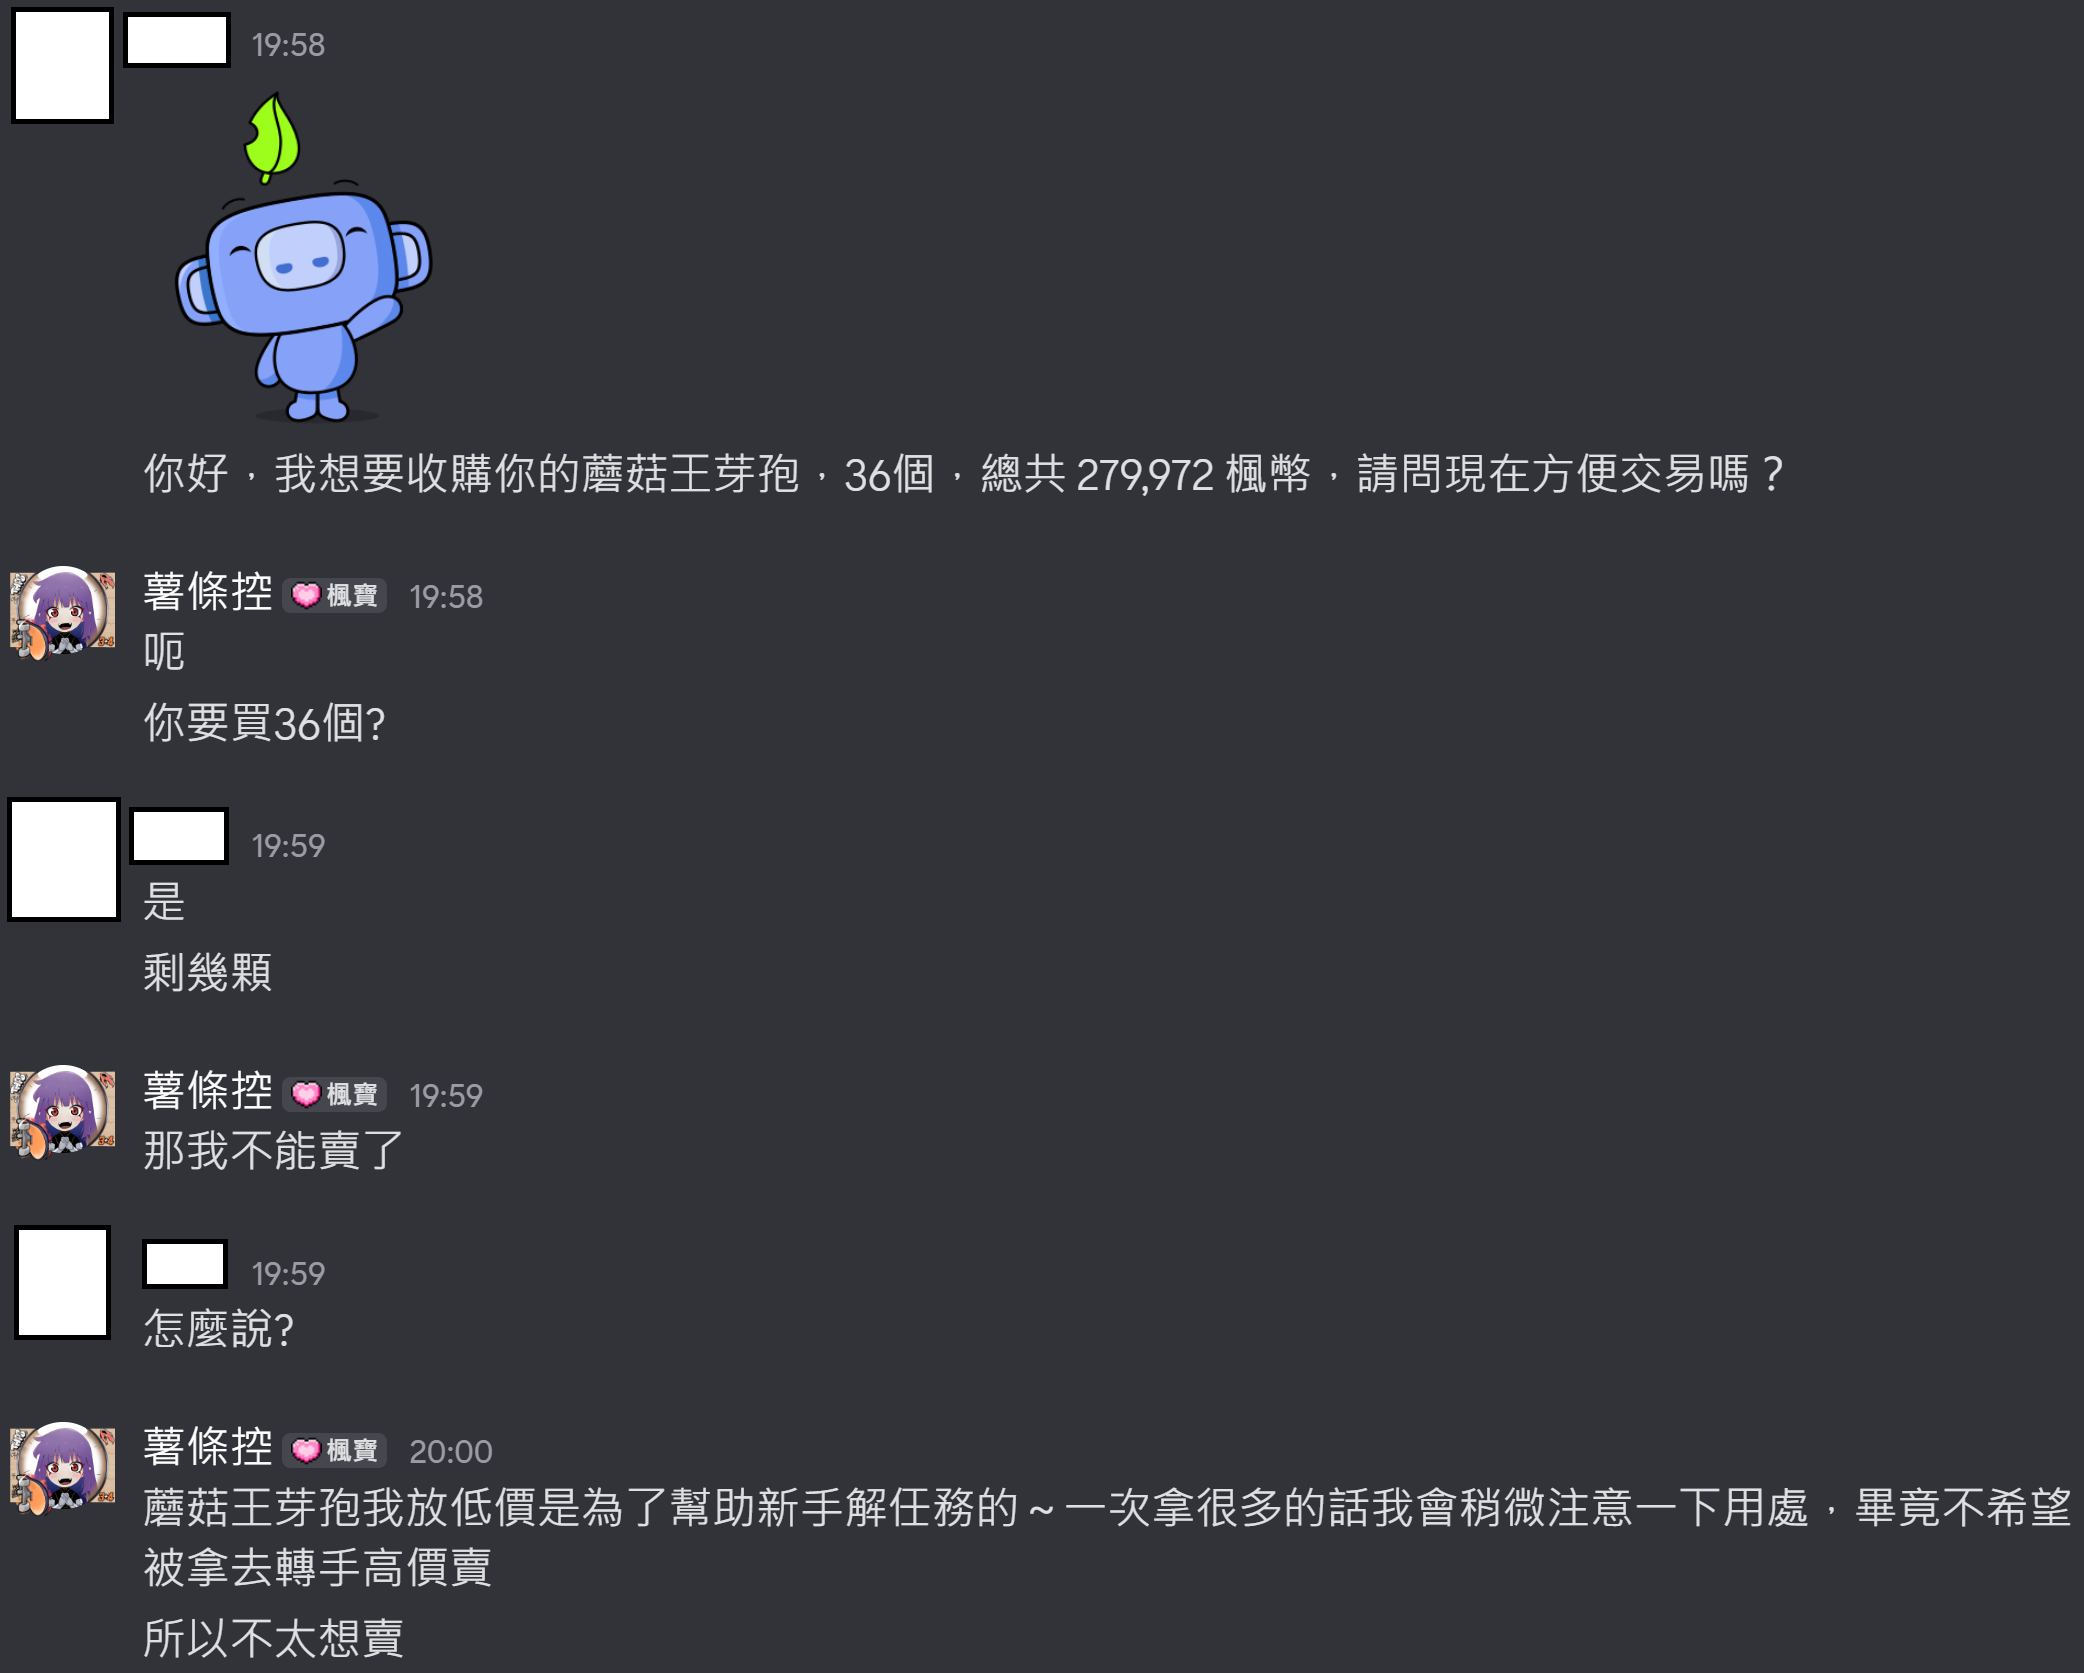 19:58
你好，我想要收購你的蘑菇王芽孢，36個，總共 279,972 楓幣，請問現在方便交易嗎？
薯條控 楓寶 19:58
呃
你要買36個?
19:59
是
剩幾顆
薯條控 楓寶 19:59
那我不能賣了
19:59
怎麼說?
薯條控 楓寶 20:00
蘑菇王芽孢我放低價是為了幫助新手解任務的～一次拿很多的話我會稍微注意一下用處，畢竟不希望
被拿去轉手高價賣
所以不太想賣